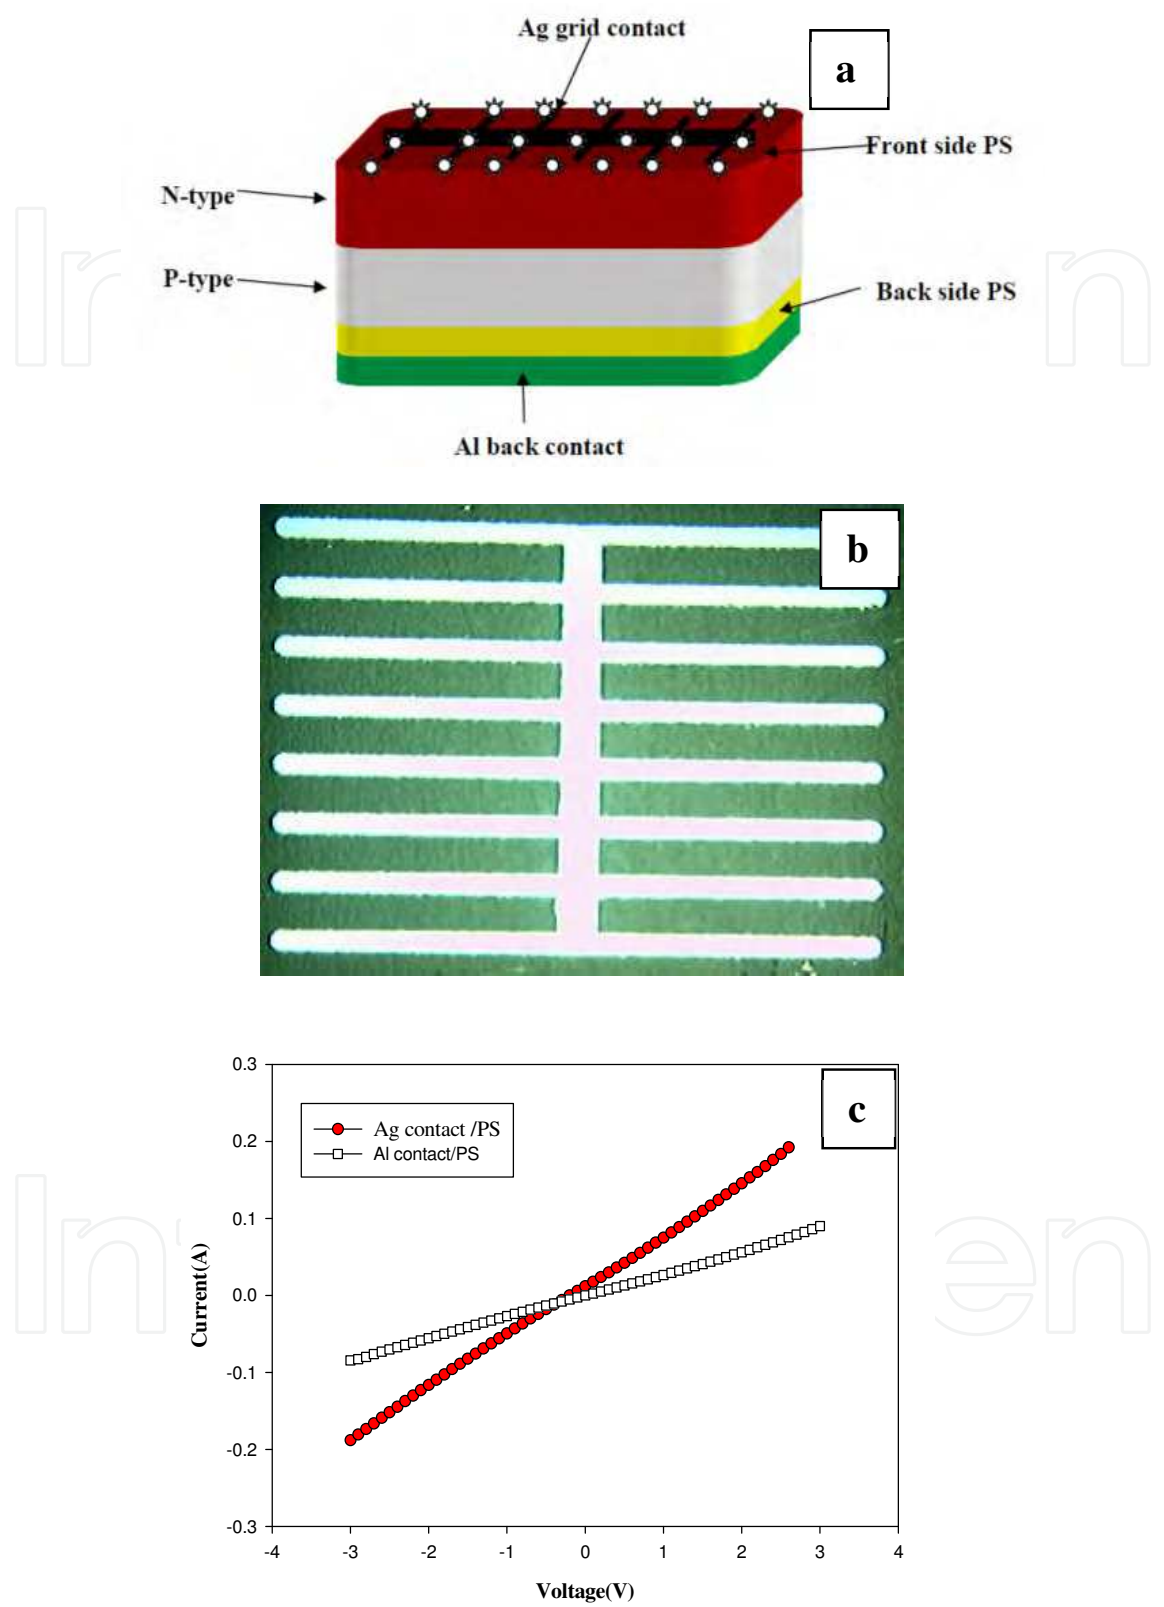 Ag grid contact
a
Front side PS
N-type
P-type
Back side PS
Al back contact
b
c
0.3
0.2
0.1
0.0
-0.1
-0.2
-0.3
Ag contact /PS
Al contact/PS
Current(A)
-4 -3 -2 -1 0 1 2 3 4
Voltage(V)